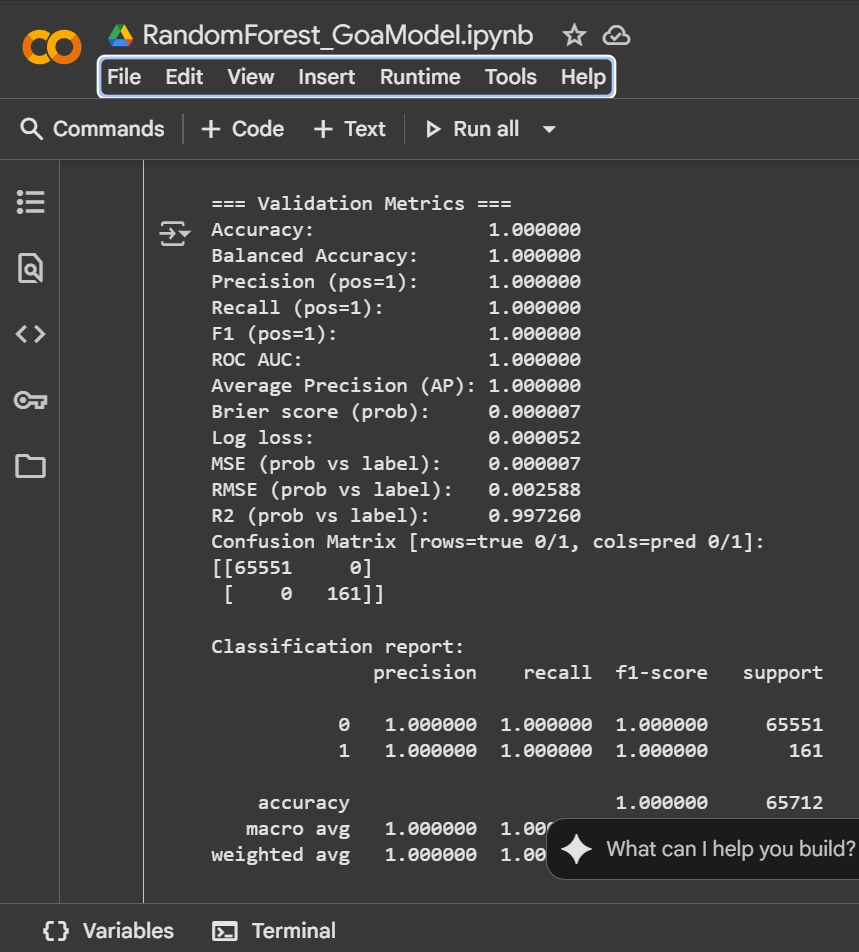 RandomForest_GoaModel.ipynb
File Edit View Insert Runtime Tools Help
Commands + Code + Text Run all
=== Validation Metrics ===
Accuracy: 1.000000
Balanced Accuracy: 1.000000
Precision (pos=1): 1.000000
Recall (pos=1): 1.000000
F1 (pos=1): 1.000000
ROC AUC: 1.000000
Average Precision (AP): 1.000000
Brier score (prob): 0.000007
Log loss: 0.000052
MSE (prob vs label): 0.000007
RMSE (prob vs label): 0.002588
R2 (prob vs label): 0.997260
Confusion Matrix [rows=true 0/1, cols=pred 0/1]:
[[65551 0]
[ 0 161]]
Classification report:
precision recall f1-score support
0 1.000000 1.000000 1.000000 65551
1 1.000000 1.000000 1.000000 161
accuracy 1.000000 65712
macro avg 1.000000 1.00
weighted avg 1.000000 1.00
What can I help you build?
Variables Terminal